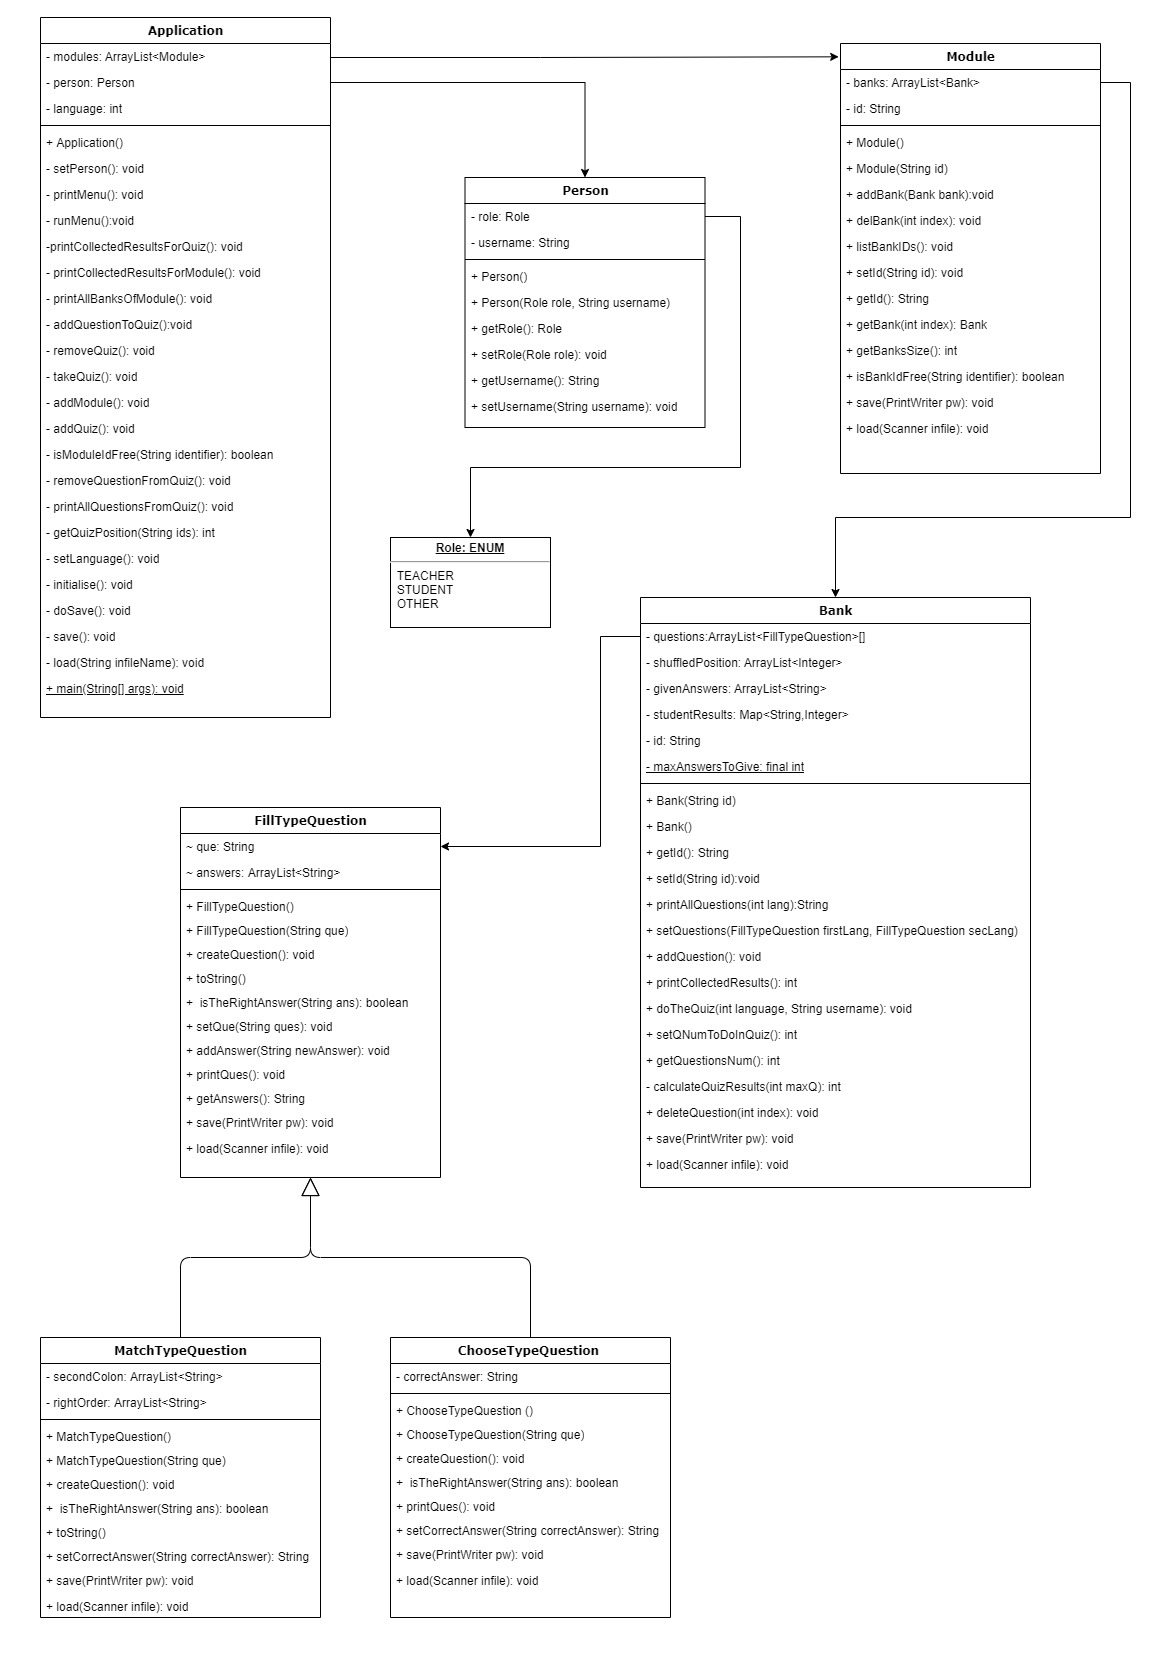 Application
- modules: ArrayList<Module>
- person: Person
- language: int
+ Application()
- setPerson(): void
- printMenu(): void
- runMenu():void
-printCollectedResultsForQuiz(): void
- printCollectedResultsForModule(): void
- printAllBanksOfModule(): void
- addQuestionToQuiz():void
- removeQuiz(): void
- takeQuiz(): void
- addModule(): void
- addQuiz(): void
- isModuleIdFree(String identifier): boolean
- removeQuestionFromQuiz(): void
- printAllQuestionsFromQuiz(): void
- getQuizPosition(String ids): int
- setLanguage(): void
- initialise(): void
- doSave(): void
- save(): void
- load(String infileName): void
+ main(String[] args): void
Module
- banks: ArrayList<Bank>
- id: String
+ Module()
+ Module(String id)
+ addBank(Bank bank):void
+ delBank(int index): void
+ listBankIDs(): void
+ setId(String id): void
+ getId(): String
+ getBank(int index): Bank
+ getBanksSize(): int
+ isBankIdFree(String identifier): boolean
+ save(PrintWriter pw): void
+ load(Scanner infile): void
Person
- role: Role
- username: String
+ Person()
+ Person(Role role, String username)
+ getRole(): Role
+ setRole(Role role): void
+ getUsername(): String
+ setUsername(String username): void
Role: ENUM
TEACHER
STUDENT
OTHER
Bank
- questions:ArrayList<FillTypeQuestion>[]
- shuffledPosition: ArrayList<Integer>
- givenAnswers: ArrayList<String>
- studentResults: Map<String,Integer>
- id: String
- maxAnswersToGive: final int
+ Bank(String id)
+ Bank()
+ getId(): String
+ setId(String id):void
+ printAllQuestions(int lang):String
+ setQuestions(FillTypeQuestion firstLang, FillTypeQuestion secLang)
+ addQuestion(): void
+ printCollectedResults(): int
+ doTheQuiz(int language, String username): void
+ setQNumToDoInQuiz(): int
+ getQuestionsNum(): int
- calculateQuizResults(int maxQ): int
+ deleteQuestion(int index): void
+ save(PrintWriter pw): void
+ load(Scanner infile): void
FillTypeQuestion
~ que: String
~ answers: ArrayList<String>
+ FillTypeQuestion()
+ FillTypeQuestion(String que)
+ createQuestion(): void
+ toString()
+  isTheRightAnswer(String ans): boolean
+ setQue(String ques): void
+ addAnswer(String newAnswer): void
+ printQues(): void
+ getAnswers(): String
+ save(PrintWriter pw): void
+ load(Scanner infile): void
MatchTypeQuestion
- secondColon: ArrayList<String>
- rightOrder: ArrayList<String>
+ MatchTypeQuestion()
+ MatchTypeQuestion(String que)
+ createQuestion(): void
+  isTheRightAnswer(String ans): boolean
+ toString()
+ setCorrectAnswer(String correctAnswer): String
+ save(PrintWriter pw): void
+ load(Scanner infile): void
ChooseTypeQuestion
- correctAnswer: String
+ ChooseTypeQuestion ()
+ ChooseTypeQuestion(String que)
+ createQuestion(): void
+  isTheRightAnswer(String ans): boolean
+ printQues(): void
+ setCorrectAnswer(String correctAnswer): String
+ save(PrintWriter pw): void
+ load(Scanner infile): void